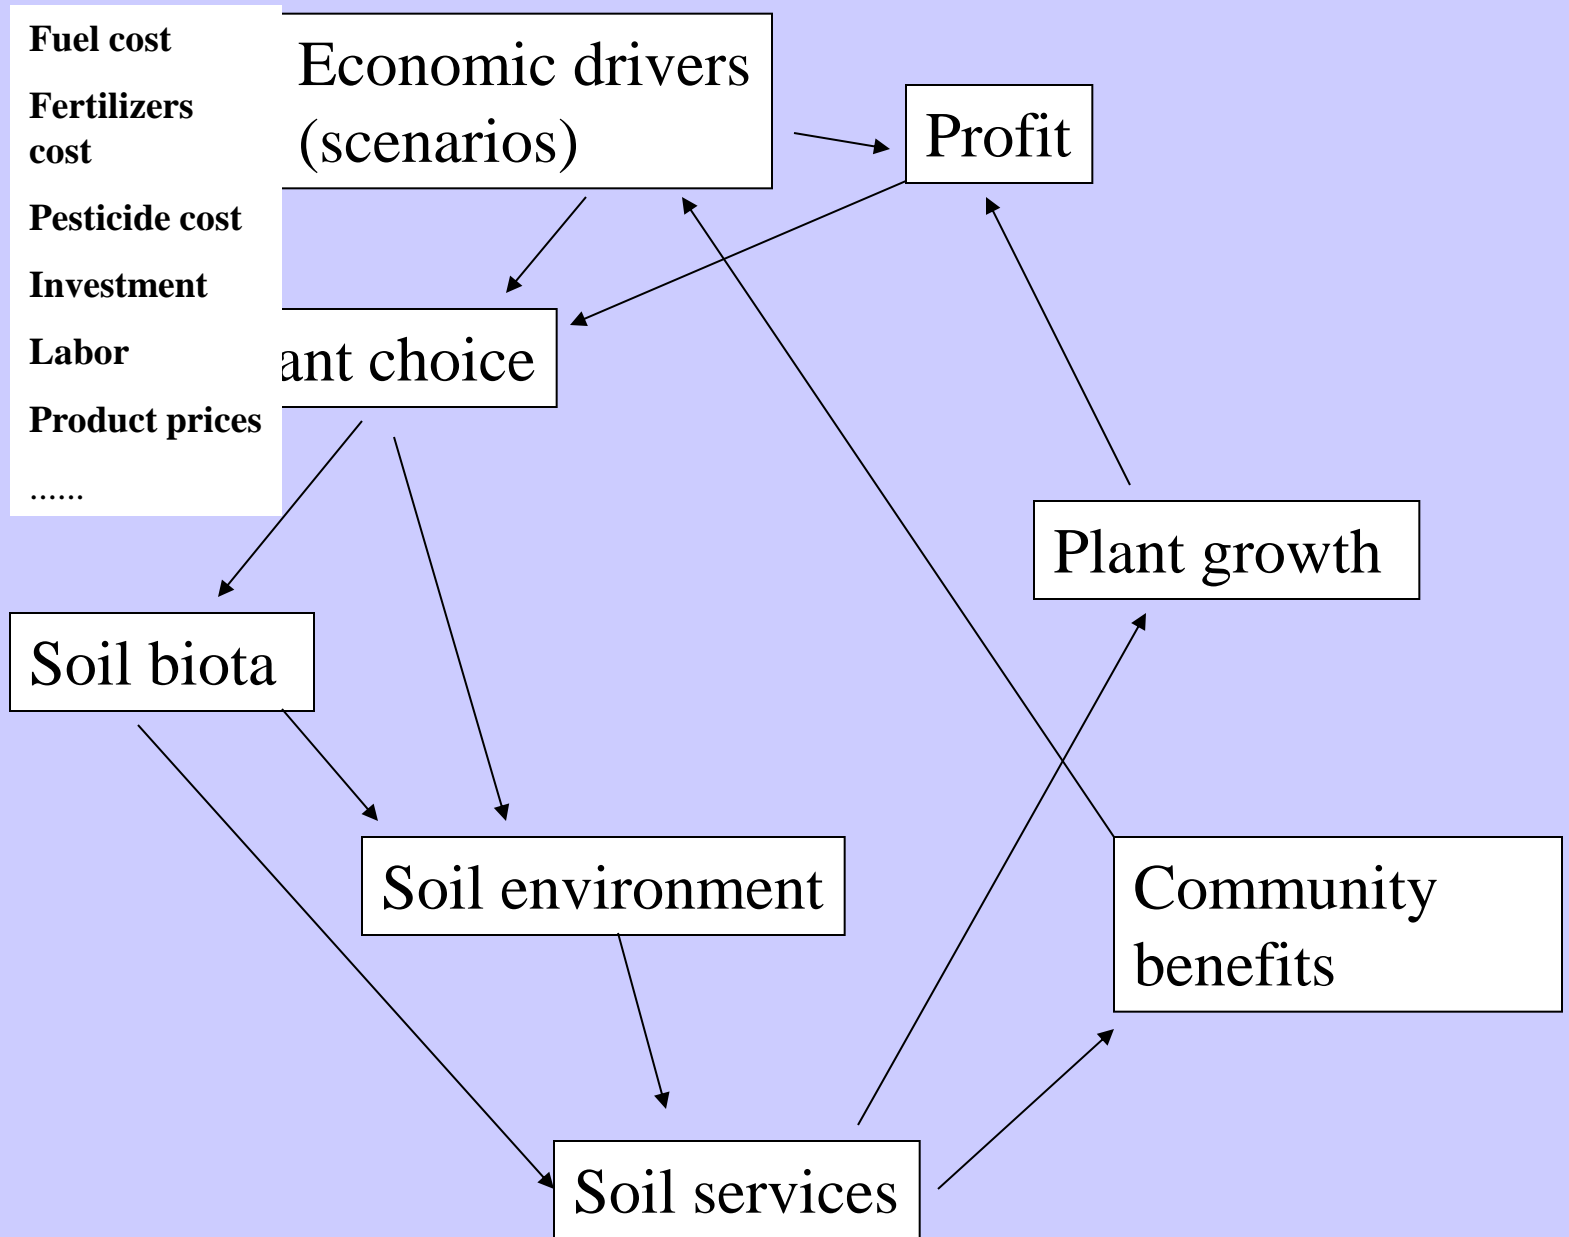 Fuel cost
Fertilizers
cost
Pesticide cost
Investment
Labor
Product prices
......
Economic drivers
(scenarios)
Profit
ant choice
Plant growth
Soil biota
Soil environment
Community
benefits
Soil services